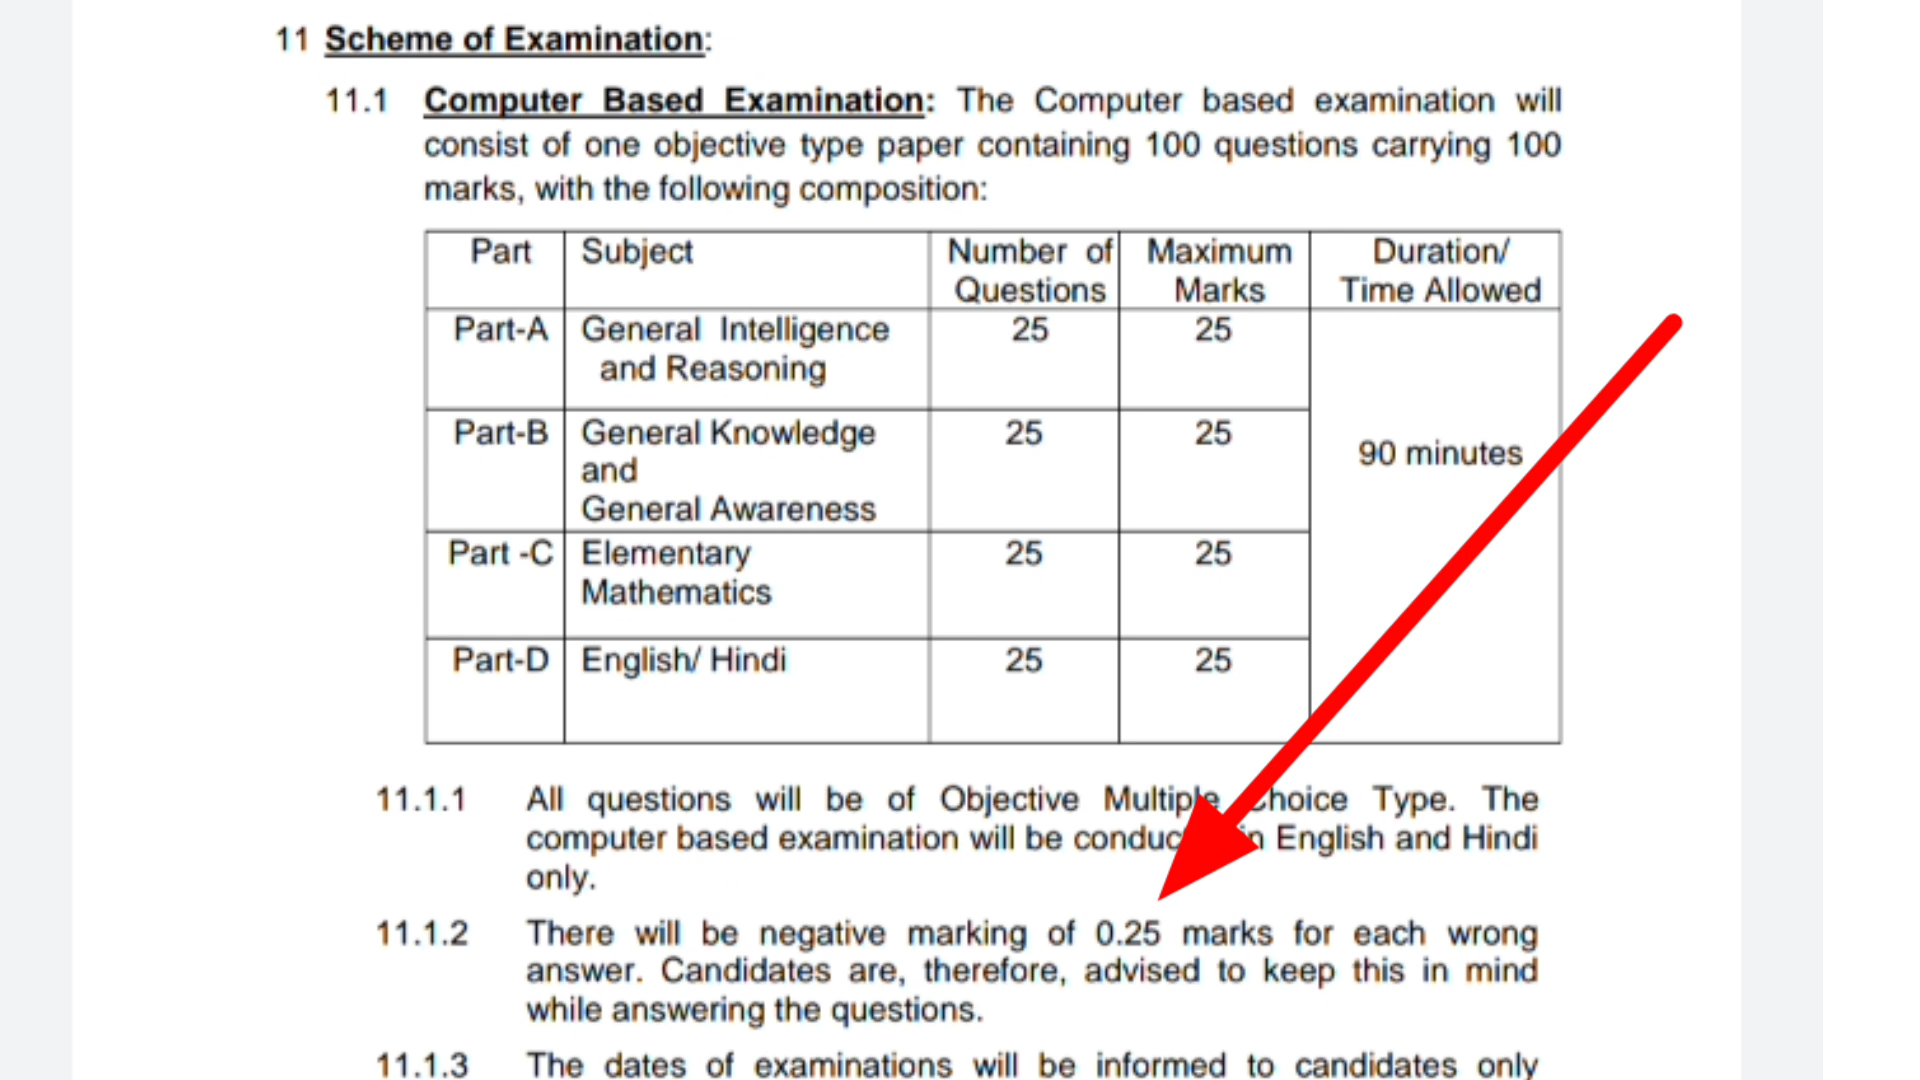 11 Scheme of Examination:
11.1 Computer Based Examination: The Computer based examination will
consist of one objective type paper containing 100 questions carrying 100
marks, with the following composition:
Part Subject Number of Questions Maximum Marks Duration/ Time Allowed
Part-A General Intelligence and Reasoning 25 25 90 minutes
Part-B General Knowledge and General Awareness 25 25
Part -C Elementary Mathematics 25 25
Part-D English/ Hindi 25 25
11.1.1 All questions will be of Objective Multiple Choice Type. The
computer based examination will be English and Hindi
only.
11.1.2 There will be negative marking of 0.25 marks for each wrong
answer. Candidates are, therefore, advised to keep this in mind
while answering the questions.
11.1.3 The dates of examinations will be informed to candidates only